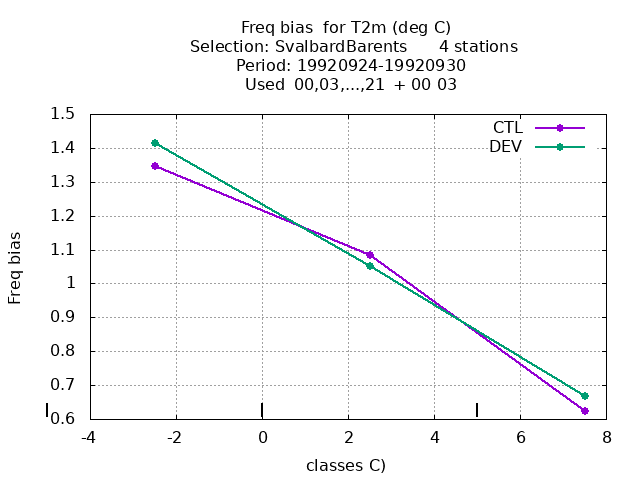 Freq bias  for T2m (deg C)
Selection: SvalbardBarents      4 stations
Period: 19920924-19920930
Used  00,03,...,21  + 00 03
CTL
DEV
1.5
1.4
1.3
1.2
1.1
1
0.9
0.8
0.7
0.6
Freq bias
-4 -2 0 2 4 6 8
classes C)